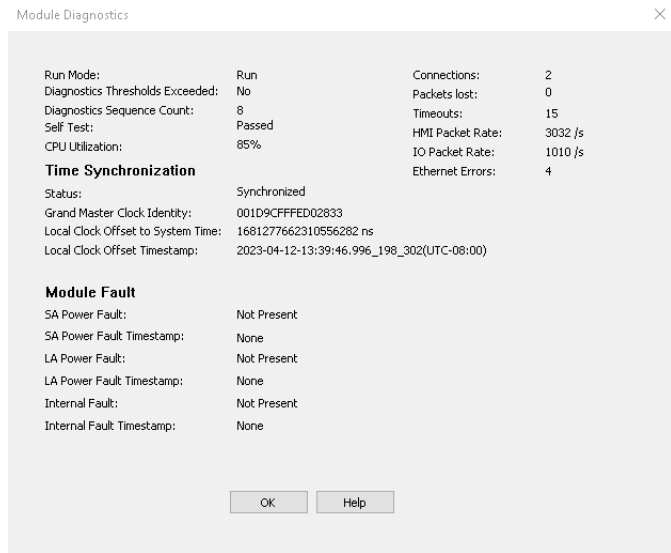 Module Diagnostics
Run Mode: Run
Diagnostics Thresholds Exceeded: No
Diagnostics Sequence Count: 8
Self Test: Passed
CPU Utilization: 85%
Connections: 2
Packets lost: 0
Timeouts: 15
HMI Packet Rate: 3032 /s
IO Packet Rate: 1010 /s
Ethernet Errors: 4
Time Synchronization
Status: Synchronized
Grand Master Clock Identity: 001D9CFFFED02833
Local Clock Offset to System Time: 1681277662310556282 ns
Local Clock Offset Timestamp: 2023-04-12-13:39:46.996_198_302(UTC-08:00)
Module Fault
SA Power Fault: Not Present
SA Power Fault Timestamp: None
LA Power Fault: Not Present
LA Power Fault Timestamp: None
Internal Fault: Not Present
Internal Fault Timestamp: None
OK Help